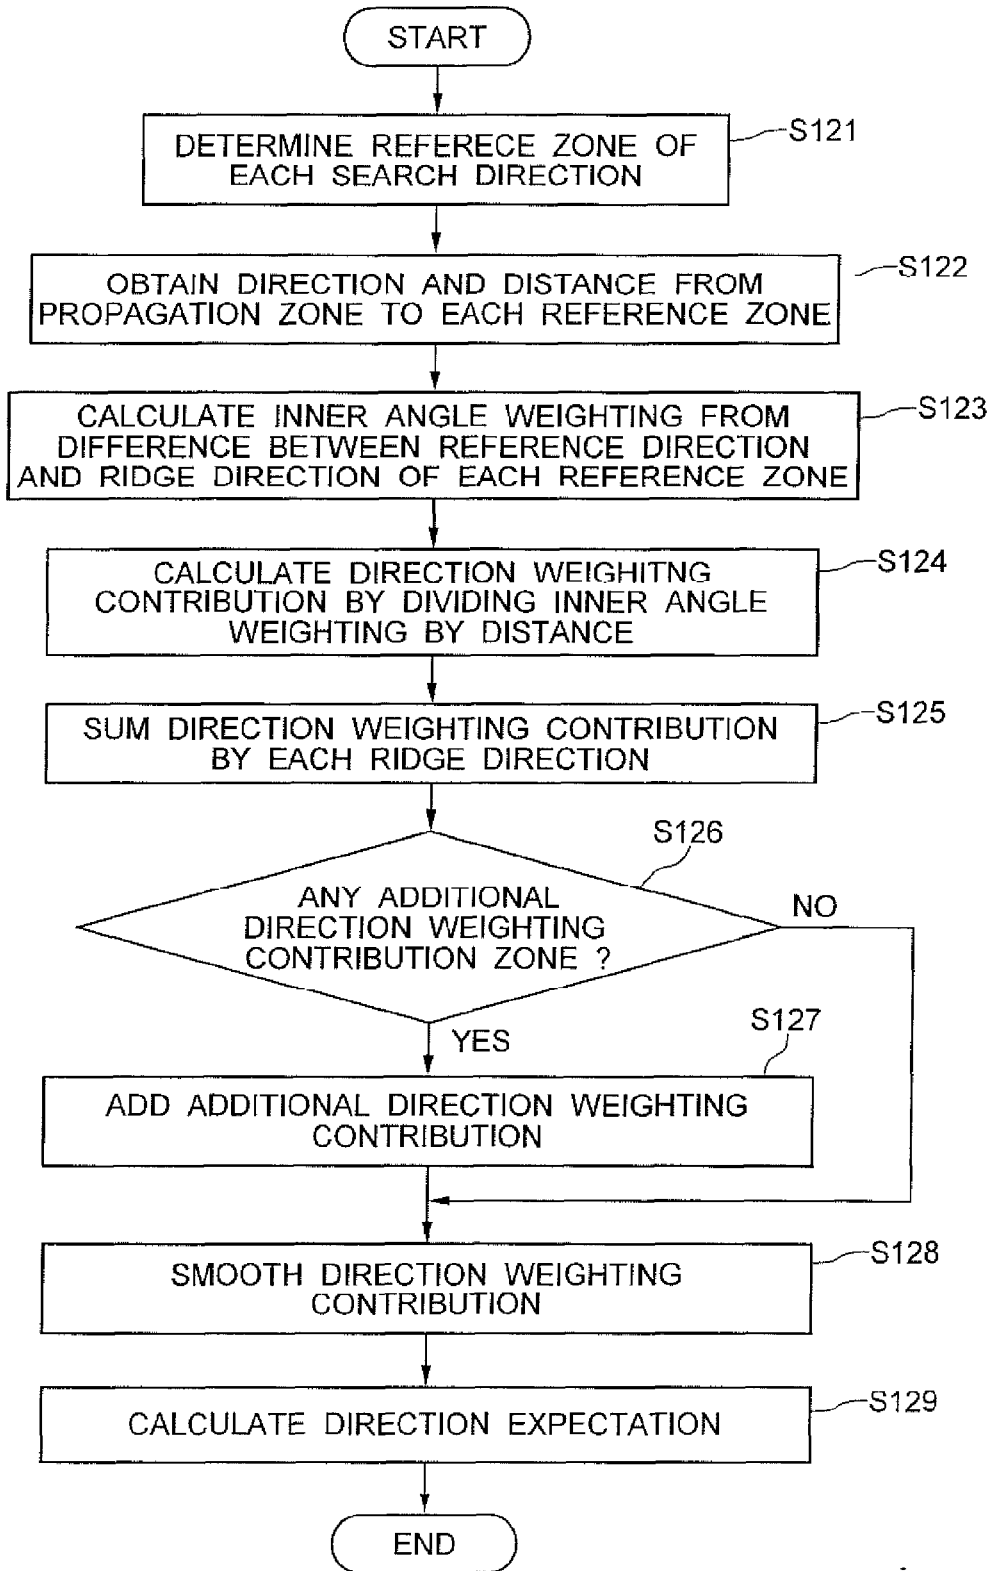 START
S121
DETERMINE REFERECE ZONE OF
EACH SEARCH DIRECTION
S122
OBTAIN DIRECTION AND DISTANCE FROM
PROPAGATION ZONE TO EACH REFERENCE ZONE
S123
CALCULATE INNER ANGLE WEIGHTING FROM
DIFFERENCE BETWEEN REFERENCE DIRECTION
AND RIDGE DIRECTION OF EACH REFERENCE ZONE
S124
CALCULATE DIRECTION WEIGHITNG
CONTRIBUTION BY DIVIDING INNER ANGLE
WEIGHTING BY DISTANCE
S125
SUM DIRECTION WEIGHTING CONTRIBUTION
BY EACH RIDGE DIRECTION
S126
ANY ADDITIONAL
DIRECTION WEIGHTING
CONTRIBUTION ZONE ?
NO
YES
S127
ADD ADDITIONAL DIRECTION WEIGHTING
CONTRIBUTION
S128
SMOOTH DIRECTION WEIGHTING
CONTRIBUTION
S129
CALCULATE DIRECTION EXPECTATION
END